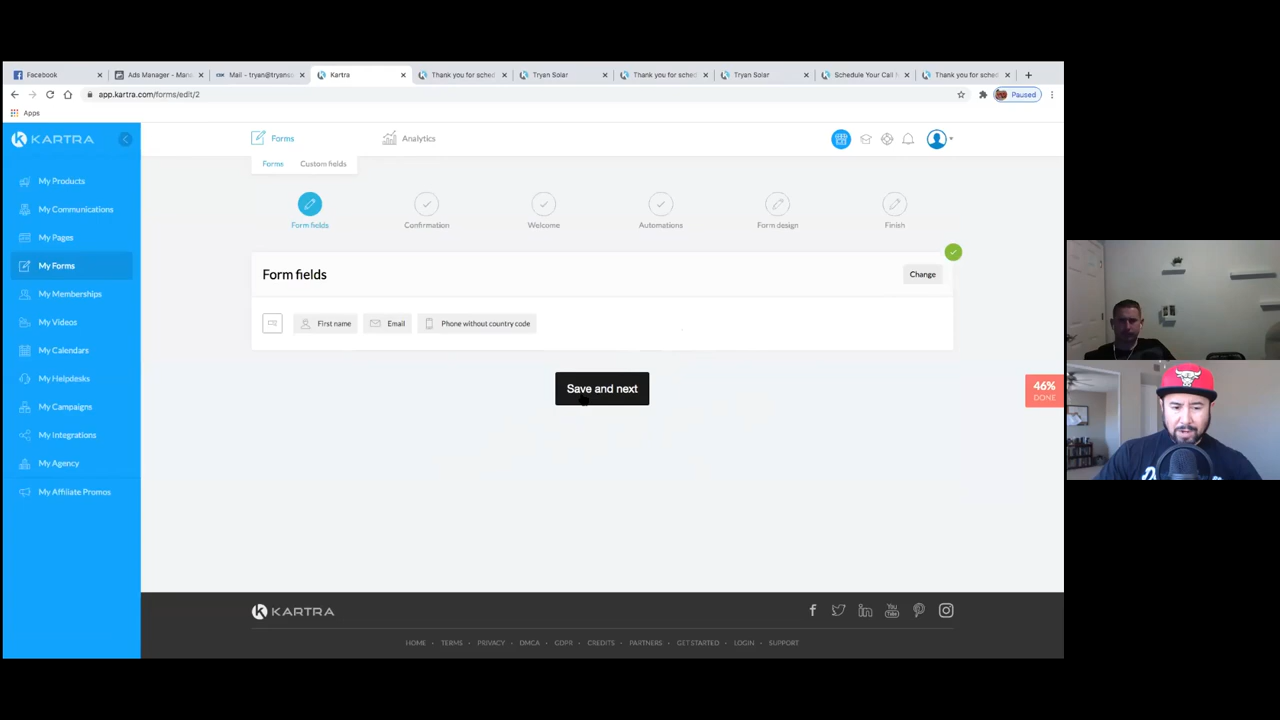 Facebook
Ads Manager - Mana
Mail - tryan@tryans
Kartra
Thank you for sched
Tryan Solar
Thank you for sched
Tryan Solar
Schedule Your Call
Thank you for sched
app.kartra.com/forms/edit/2
Paused
Apps
KARTRA
Forms
Analytics
Forms
Custom fields
My Products
My Communications
My Pages
My Forms
My Memberships
My Videos
My Calendars
My Helpdesks
My Campaigns
My Integrations
My Agency
My Affiliate Promos
Form fields
Confirmation
Welcome
Automations
Form design
Finish
Form fields
Change
First name
Email
Phone without country code
Save and next
46%
DONE
KARTRA
HOME · TERMS · PRIVACY · DMCA · GDPR · CREDITS · PARTNERS · GET STARTED · LOGIN · SUPPORT